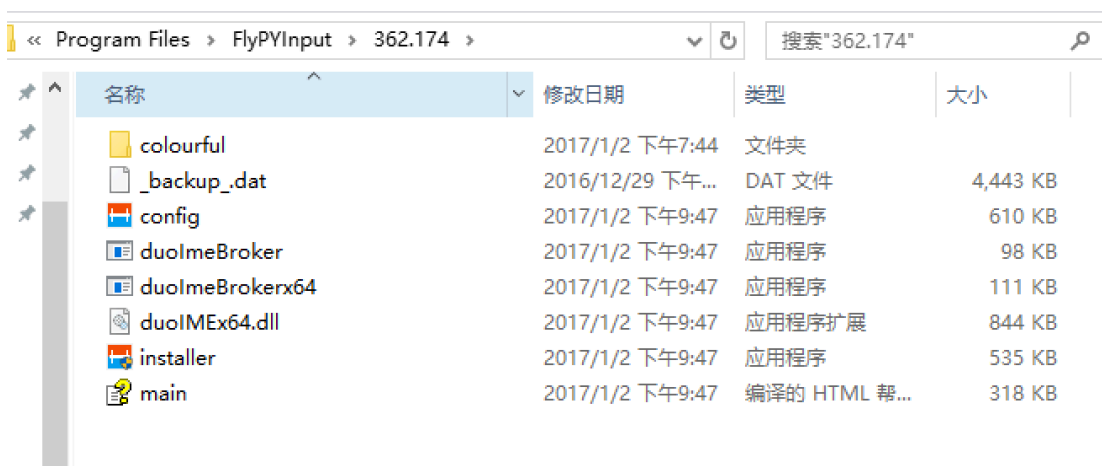 « Program Files > FlyPYInput > 362.174 > 搜索"362.174"
名称 修改日期 类型 大小
colourful 2017/1/2 下午7:44 文件夹
_backup_.dat 2016/12/29 下午... DAT 文件 4,443 KB
config 2017/1/2 下午9:47 应用程序 610 KB
duoImeBroker 2017/1/2 下午9:47 应用程序 98 KB
duoImeBrokerx64 2017/1/2 下午9:47 应用程序 111 KB
duoIMEx64.dll 2017/1/2 下午9:47 应用程序扩展 844 KB
installer 2017/1/2 下午9:47 应用程序 535 KB
main 2017/1/2 下午9:47 编译的 HTML 帮... 318 KB